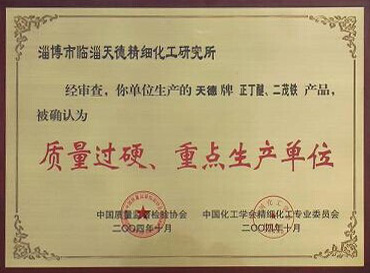 淄博市临淄天德精细化工研究所
经审查，你单位生产的 天德 牌 正丁醛、二茂铁 产品，
被确认为
质量过硬、重点生产单位
中国质量监督检验协会 中国化工学会精细化工专业委员会
二〇〇四年十月 二〇〇四年十月